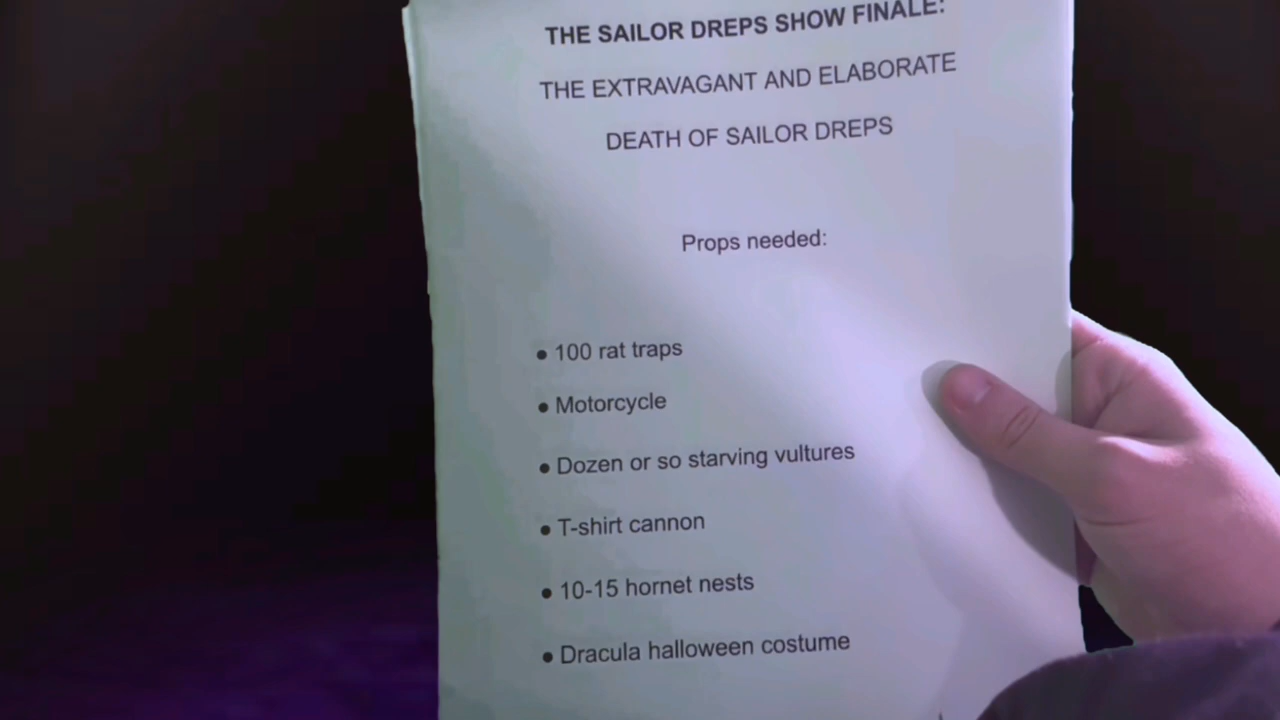 THE SAILOR DREPS SHOW FINALE:
THE EXTRAVAGANT AND ELABORATE
DEATH OF SAILOR DREPS
Props needed:
● 100 rat traps
● Motorcycle
● Dozen or so starving vultures
● T-shirt cannon
● 10-15 hornet nests
● Dracula halloween costume